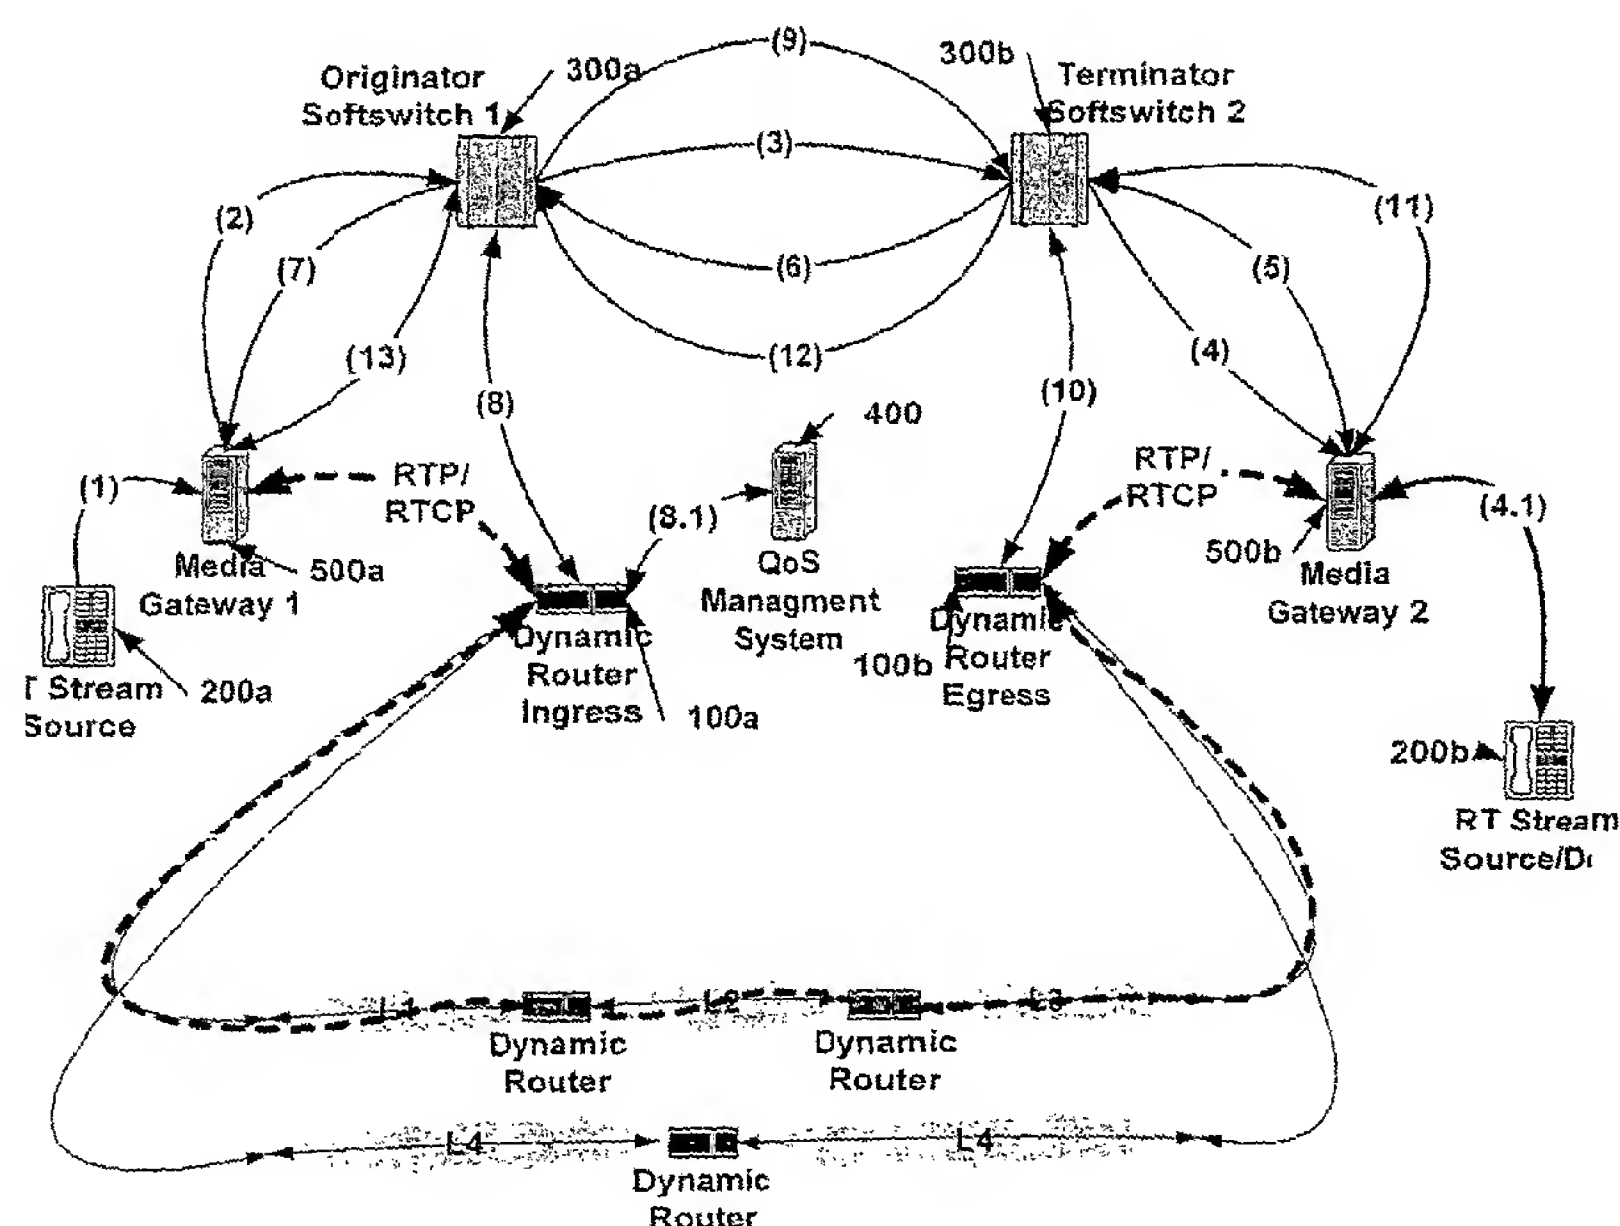 (9)
300b
Originator
Softswitch 1
300a
Terminator
Softswitch 2
(3)
(2)
(11)
(7)
(6)
(5)
(13)
(12)
(4)
(8)
(10)
400
(1)
RTP/
RTCP
(8.1)
RTP/
RTCP
(4.1)
Media
Gateway 1
500a
QoS
Managment
System
500b
Media
Gateway 2
Stream
Source
200a
Dynamic
Router
Ingress
100a
100b
Dynamic
Router
Egress
200b
RT Stream
L1
L2
L3
Dynamic
Router
Dynamic
Router
L4
L4
Dynamic
Router